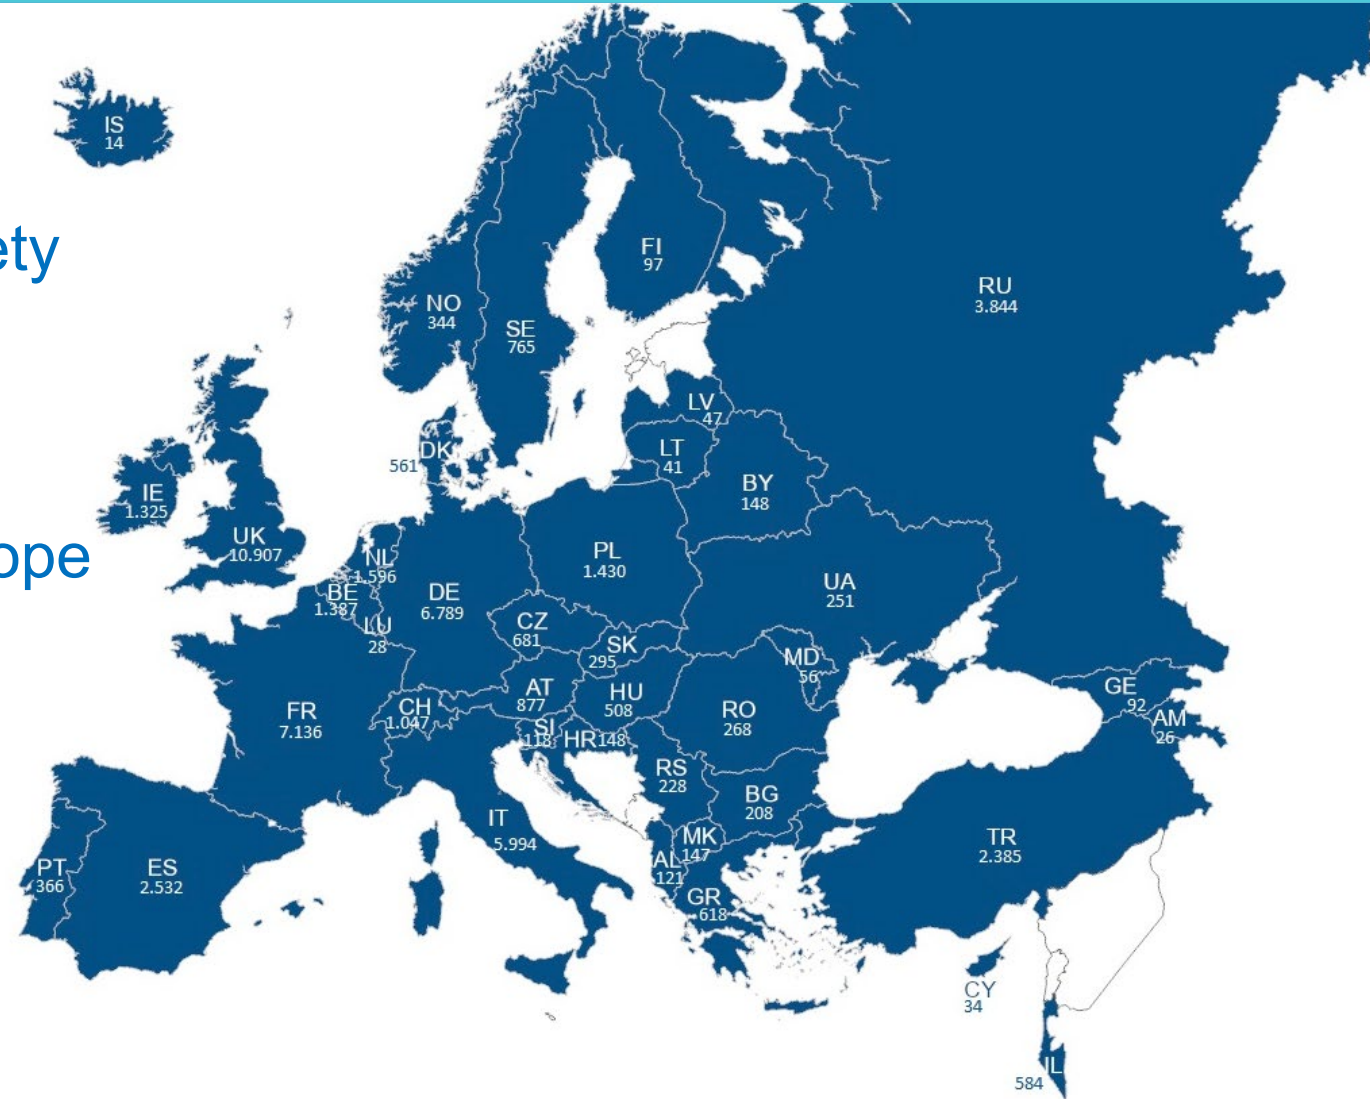 IS
14
ety
FI
97
RU
3.844
NO
344
SE
765
LV
47
DK
561
LT
41
BY
148
IE
1.325
UK
10.907
ope
NL
1.596
BE
1.387
LU
28
DE
6.789
PL
1.430
UA
251
CZ
681
SK
295
MD
56
AT
877
HU
508
CH
1.047
FR
7.136
RO
268
GE
92
AM
26
SI
118
HR 148
RS
228
BG
208
IT
5.994
MK
147
AL
121
TR
2.385
PT
366
ES
2.532
GR
618
CY
34
IL
584